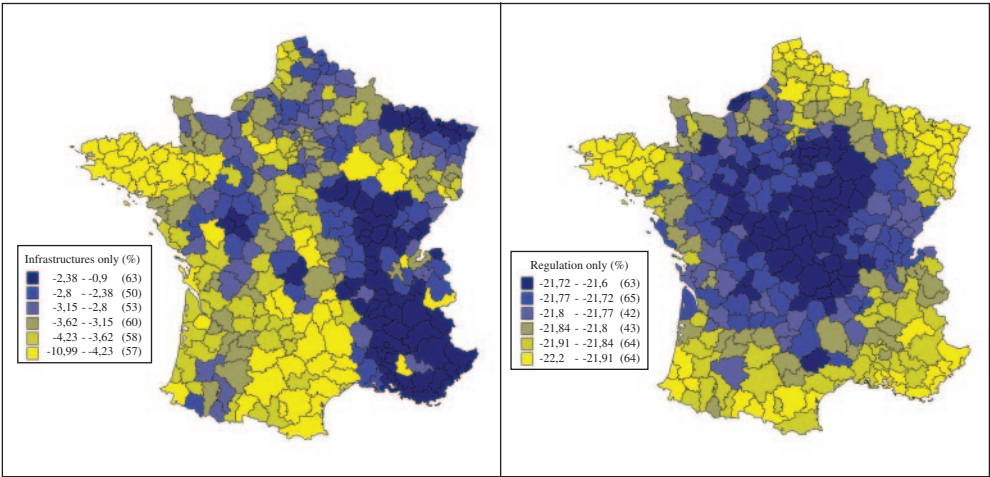 Infrastructures only (%)
-2,38 - -0,9 (63)
-2,8 - -2,38 (50)
-3,15 - -2,8 (53)
-3,62 - -3,15 (60)
-4,23 - -3,62 (58)
-10,99 - -4,23 (57)
Regulation only (%)
-21,72 - -21,6 (63)
-21,77 - -21,72 (65)
-21,8 - -21,77 (42)
-21,84 - -21,8 (43)
-21,91 - -21,84 (64)
-22,2 - -21,91 (64)